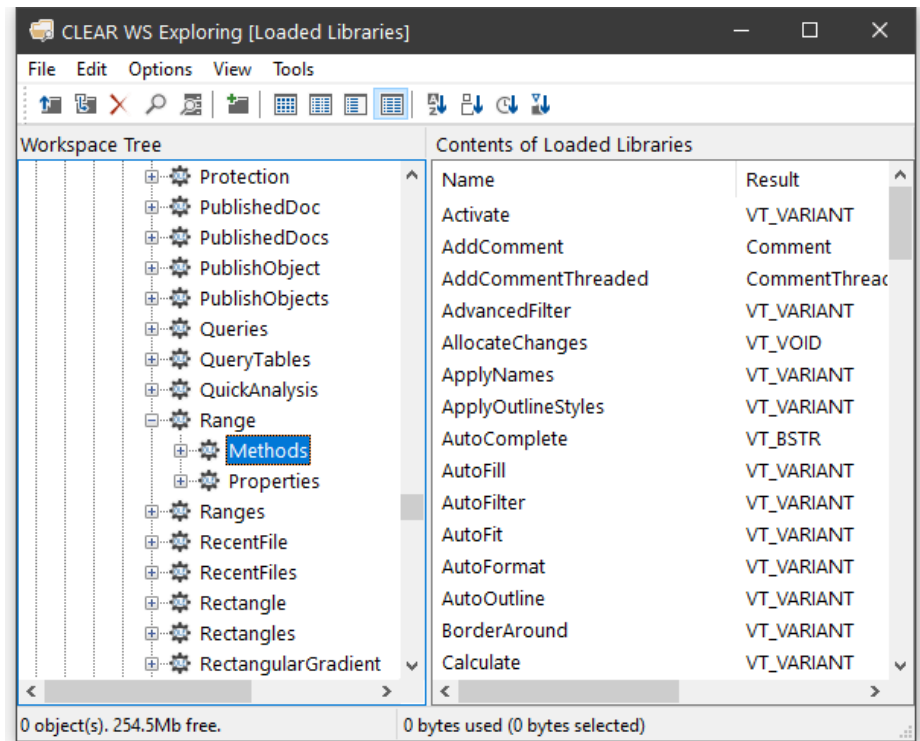 CLEAR WS Exploring [Loaded Libraries]
File Edit Options View Tools
Workspace Tree
Protection
PublishedDoc
PublishedDocs
PublishObject
PublishObjects
Queries
QueryTables
QuickAnalysis
Range
Methods
Properties
Ranges
RecentFile
RecentFiles
Rectangle
Rectangles
RectangularGradient
Contents of Loaded Libraries
Name Result
Activate VT_VARIANT
AddComment Comment
AddCommentThreaded CommentThreac
AdvancedFilter VT_VARIANT
AllocateChanges VT_VOID
ApplyNames VT_VARIANT
ApplyOutlineStyles VT_VARIANT
AutoComplete VT_BSTR
AutoFill VT_VARIANT
AutoFilter VT_VARIANT
AutoFit VT_VARIANT
AutoFormat VT_VARIANT
AutoOutline VT_VARIANT
BorderAround VT_VARIANT
Calculate VT_VARIANT
0 object(s). 254.5Mb free.
0 bytes used (0 bytes selected)